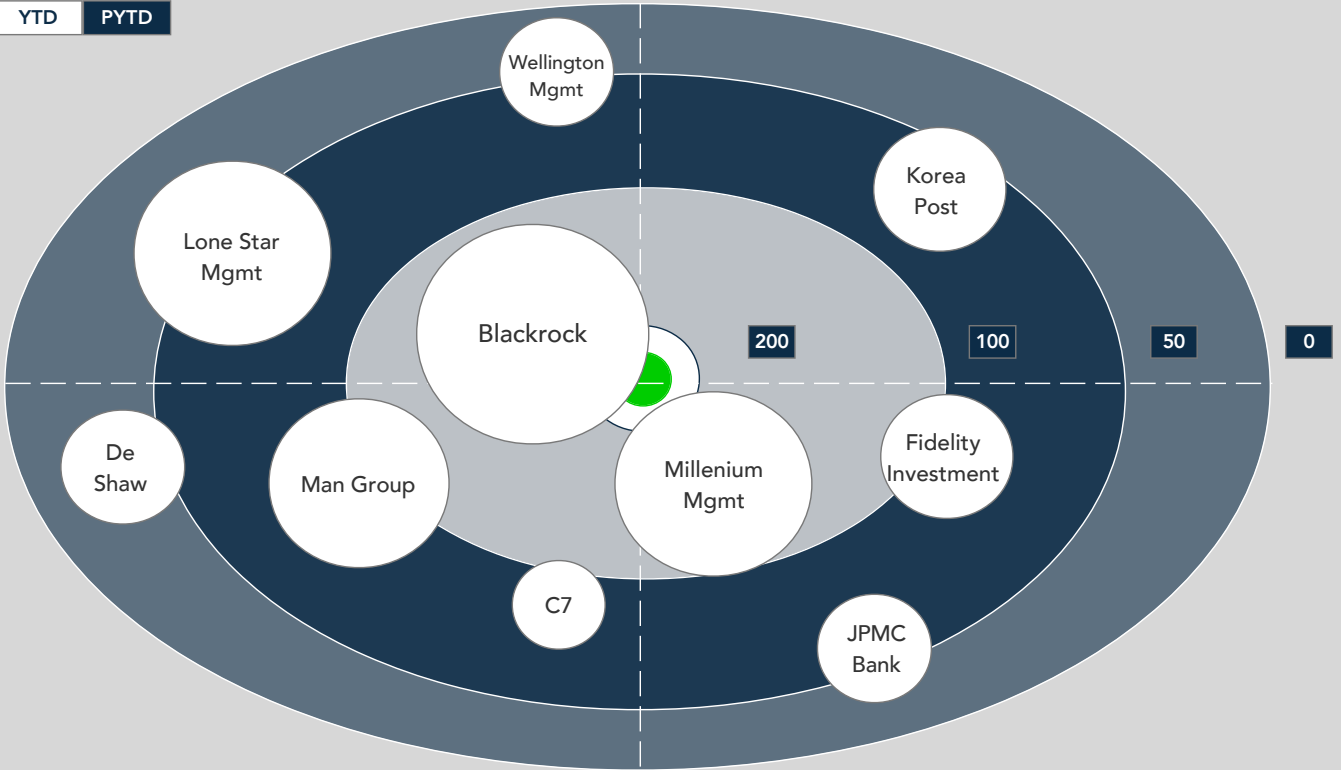 YTD PYTD
Wellington
Mgmt
Korea
Post
Lone Star
Mgmt
Blackrock
200 100 50 0
De
Shaw
Man Group
Millenium
Mgmt
Fidelity
Investment
C7
JPMC
Bank